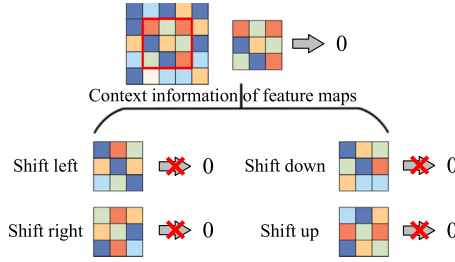 0
Context information of feature maps
Shift left 0 Shift down 0
Shift right 0 Shift up 0